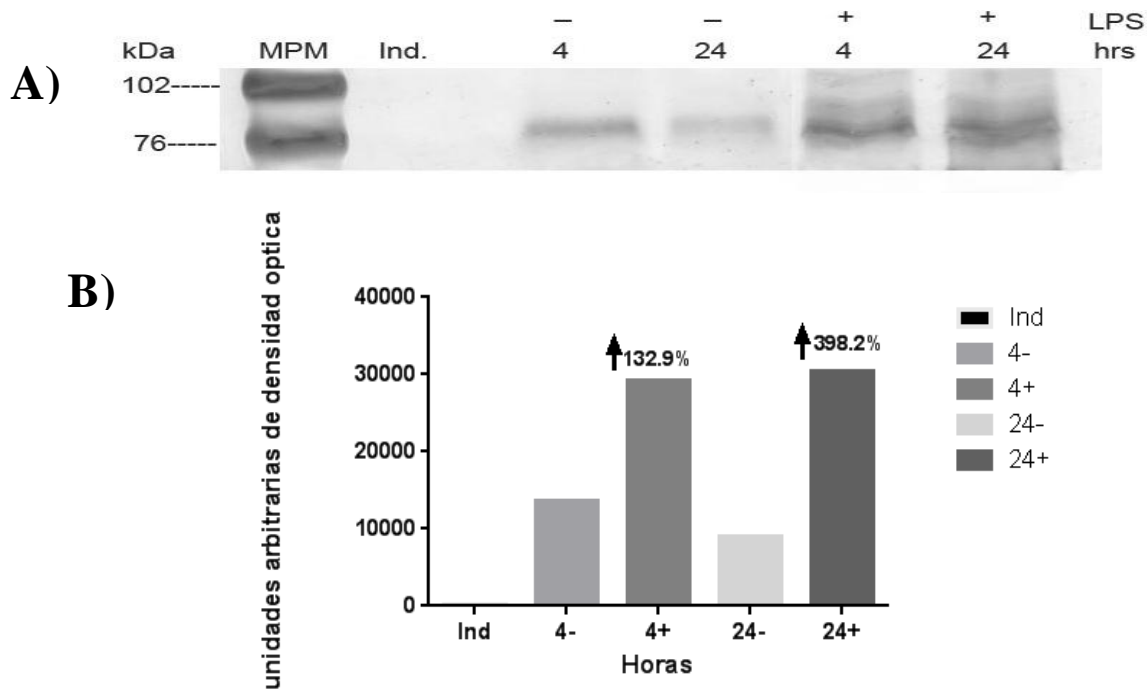 – – + + LPS
kDa MPM Ind. 4 24 4 24 hrs
A)
102-----
76-----
B)
unidades arbitrarias de densidad optica
40000
30000
20000
10000
0
132.9%
398.2%
Ind 4- 4+ 24- 24+
Horas
Ind
4-
4+
24-
24+